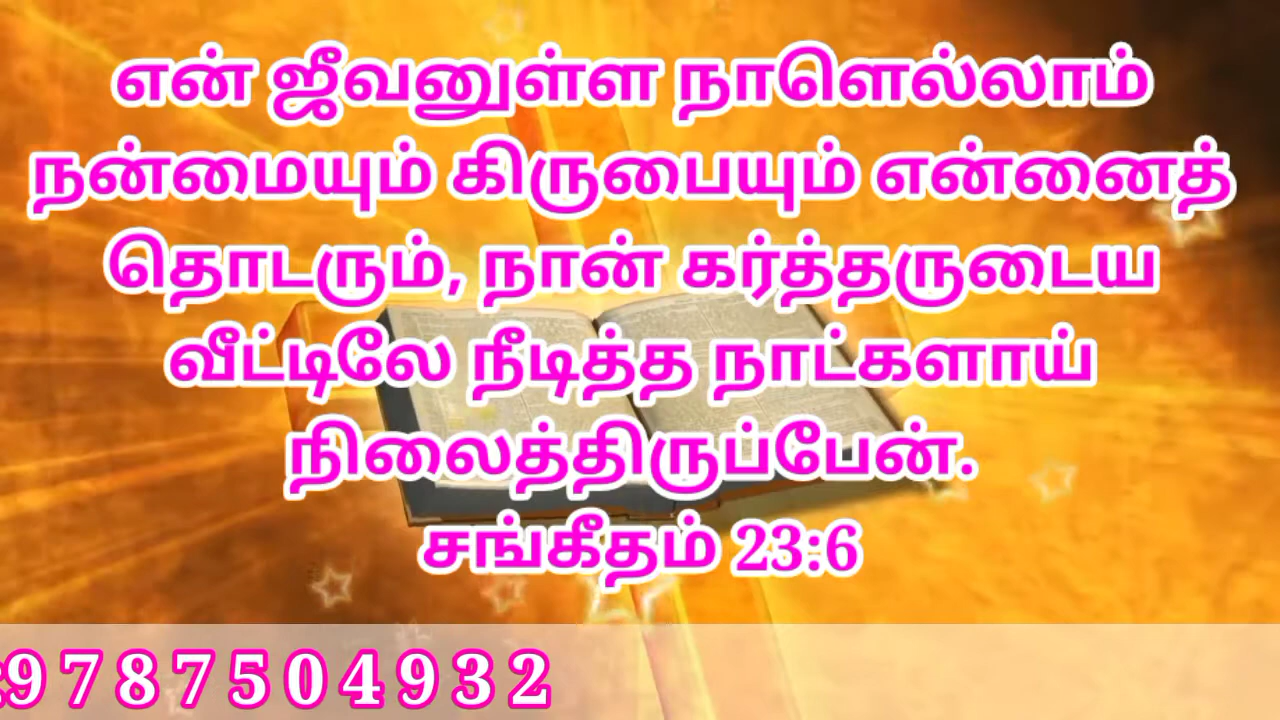 என் ஜீவனுள்ள நாளெல்லாம்
நன்மையும் கிருபையும் என்னைத்
தொடரும், நான் கர்த்தருடைய
வீட்டிலே நீடித்த நாட்களாய்
நிலைத்திருப்பேன்.
சங்கீதம் 23:6
:9787504932